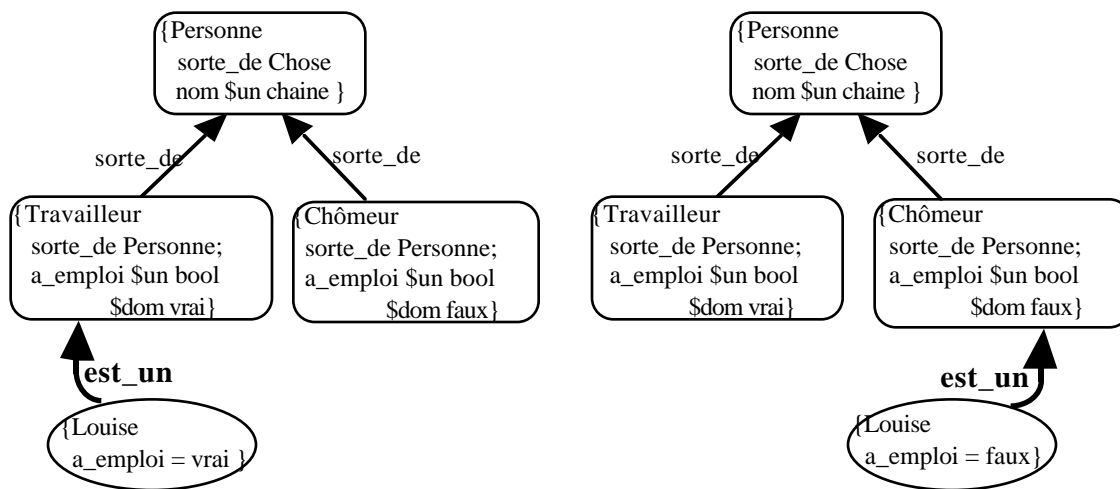 {Personne
sorte_de Chose
nom $un chaine }
sorte_de
sorte_de
{Travailleur
sorte_de Personne;
a_emploi $un bool
$dom vrai}
{Chômeur
sorte_de Personne;
a_emploi $un bool
$dom faux}
est_un
{Louise
a_emploi = vrai }
{Personne
sorte_de Chose
nom $un chaine }
sorte_de
sorte_de
{Travailleur
sorte_de Personne;
a_emploi $un bool
$dom vrai}
{Chômeur
sorte_de Personne;
a_emploi $un bool
$dom faux}
est_un
{Louise
a_emploi = faux}